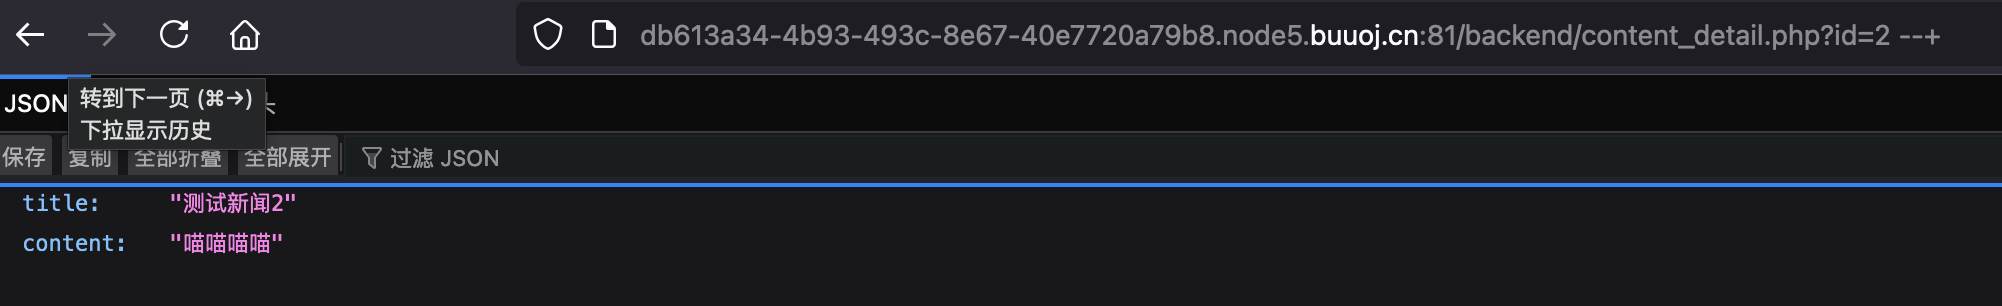 db613a34-4b93-493c-8e67-40e7720a79b8.node5.buuoj.cn:81/backend/content_detail.php?id=2 --+
JSON
转到下一页 (⌘→)
下拉显示历史
保存 复制 全部折叠 全部展开 过滤 JSON
title: "测试新闻2"
content: "喵喵喵喵"